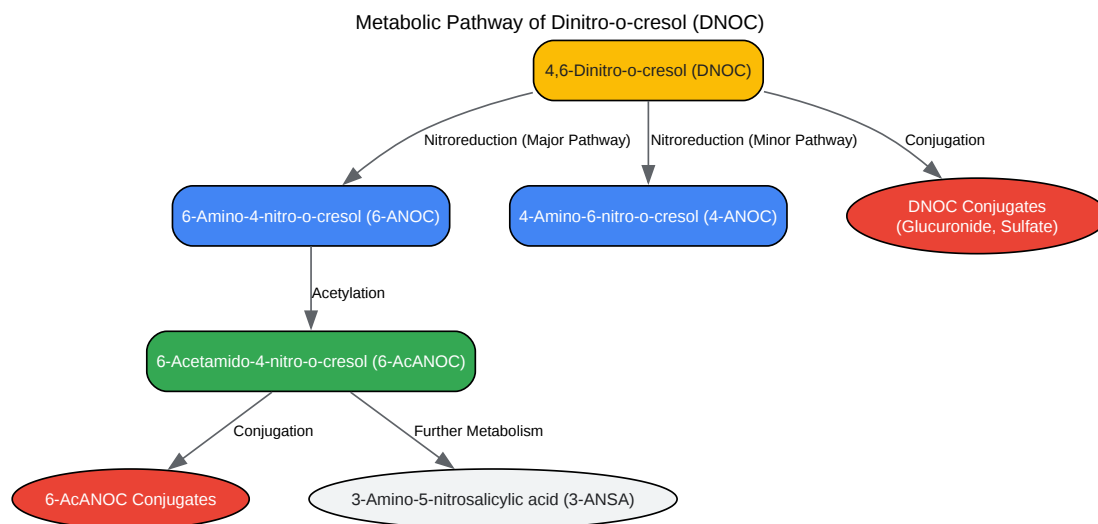 Metabolic Pathway of Dinitro-o-cresol (DNOC)
4,6-Dinitro-o-cresol (DNOC)
Nitroreduction (Major Pathway)
Nitroreduction (Minor Pathway)
Conjugation
6-Amino-4-nitro-o-cresol (6-ANOC)
4-Amino-6-nitro-o-cresol (4-ANOC)
DNOC Conjugates
(Glucuronide, Sulfate)
Acetylation
6-Acetamido-4-nitro-o-cresol (6-AcANOC)
Conjugation
Further Metabolism
6-AcANOC Conjugates
3-Amino-5-nitrosalicylic acid (3-ANSA)